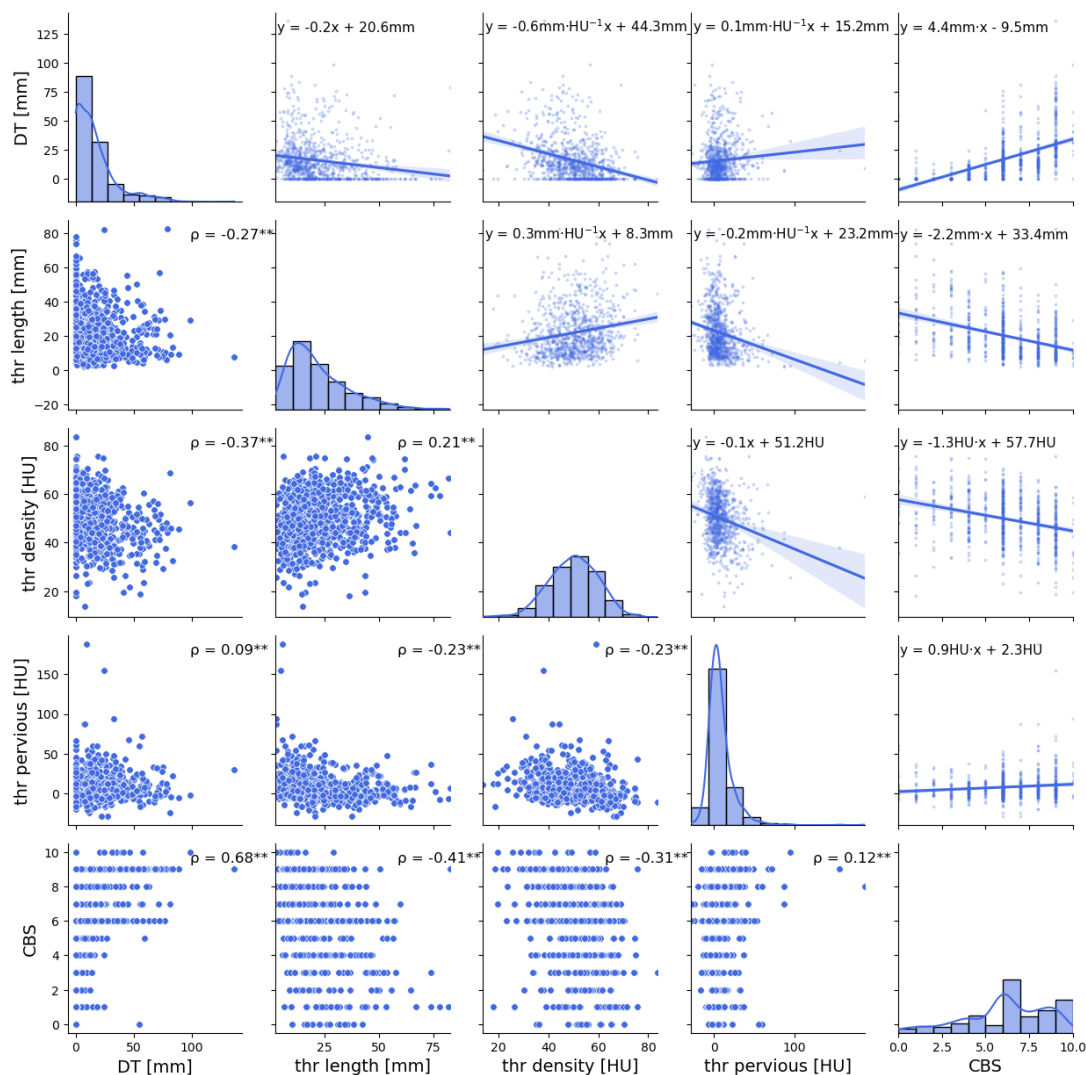 y = -0.2x + 20.6mm
y = -0.6mm·HU⁻¹x + 44.3mm
y = 0.1mm·HU⁻¹x + 15.2mm
y = 4.4mm·x - 9.5mm
DT [mm]
125
100
75
50
25
0
ρ = -0.27**
y = 0.3mm·HU⁻¹x + 8.3mm
y = -0.2mm·HU⁻¹x + 23.2mm
y = -2.2mm·x + 33.4mm
thr length [mm]
80
60
40
20
0
−20
ρ = -0.37**
ρ = 0.21**
y = -0.1x + 51.2HU
y = -1.3HU·x + 57.7HU
thr density [HU]
80
60
40
20
ρ = 0.09**
ρ = -0.23**
ρ = -0.23**
y = 0.9HU·x + 2.3HU
thr pervious [HU]
150
100
50
0
ρ = 0.68**
ρ = -0.41**
ρ = -0.31**
ρ = 0.12**
CBS
10
8
6
4
2
0
0 50 100
25 50 75
20 40 60 80
0 100
0.0 2.5 5.0 7.5 10.0
DT [mm]
thr length [mm]
thr density [HU]
thr pervious [HU]
CBS